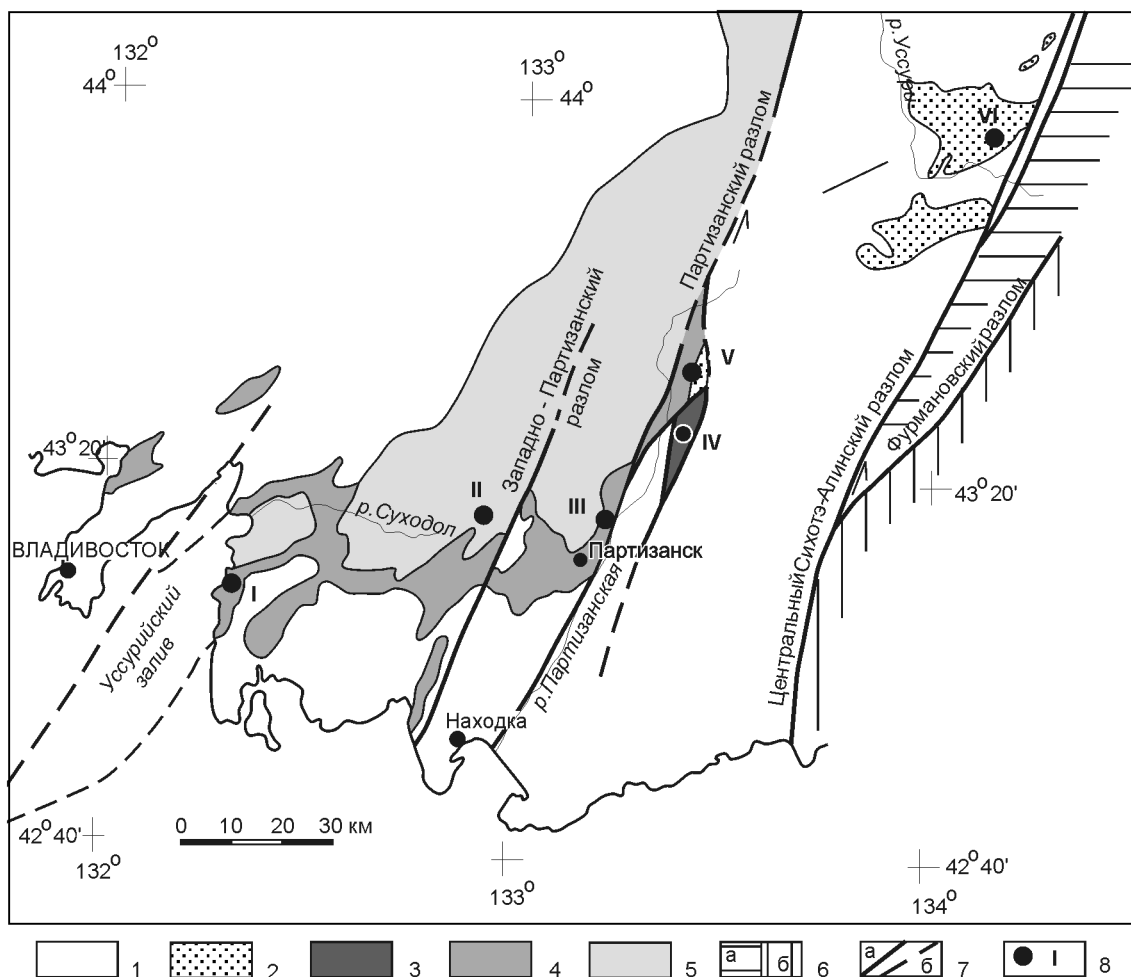 132°
44°
133°
44
р.Уссури
VI
Партизанский разлом
Западно - Партизанский
разлом
V
IV
43° 20'
II
III
р.Суходол
Партизанск
ВЛАДИВОСТОК
I
Уссурийский
залив
р.Партизанская
Находка
Центральный Сихотэ-Алинский разлом
Фурмановский разлом
43° 20'
42° 40'
132°
0 10 20 30 км
133°
42° 40'
134°
1 2 3 4 5 а б 6 а б 7 I 8